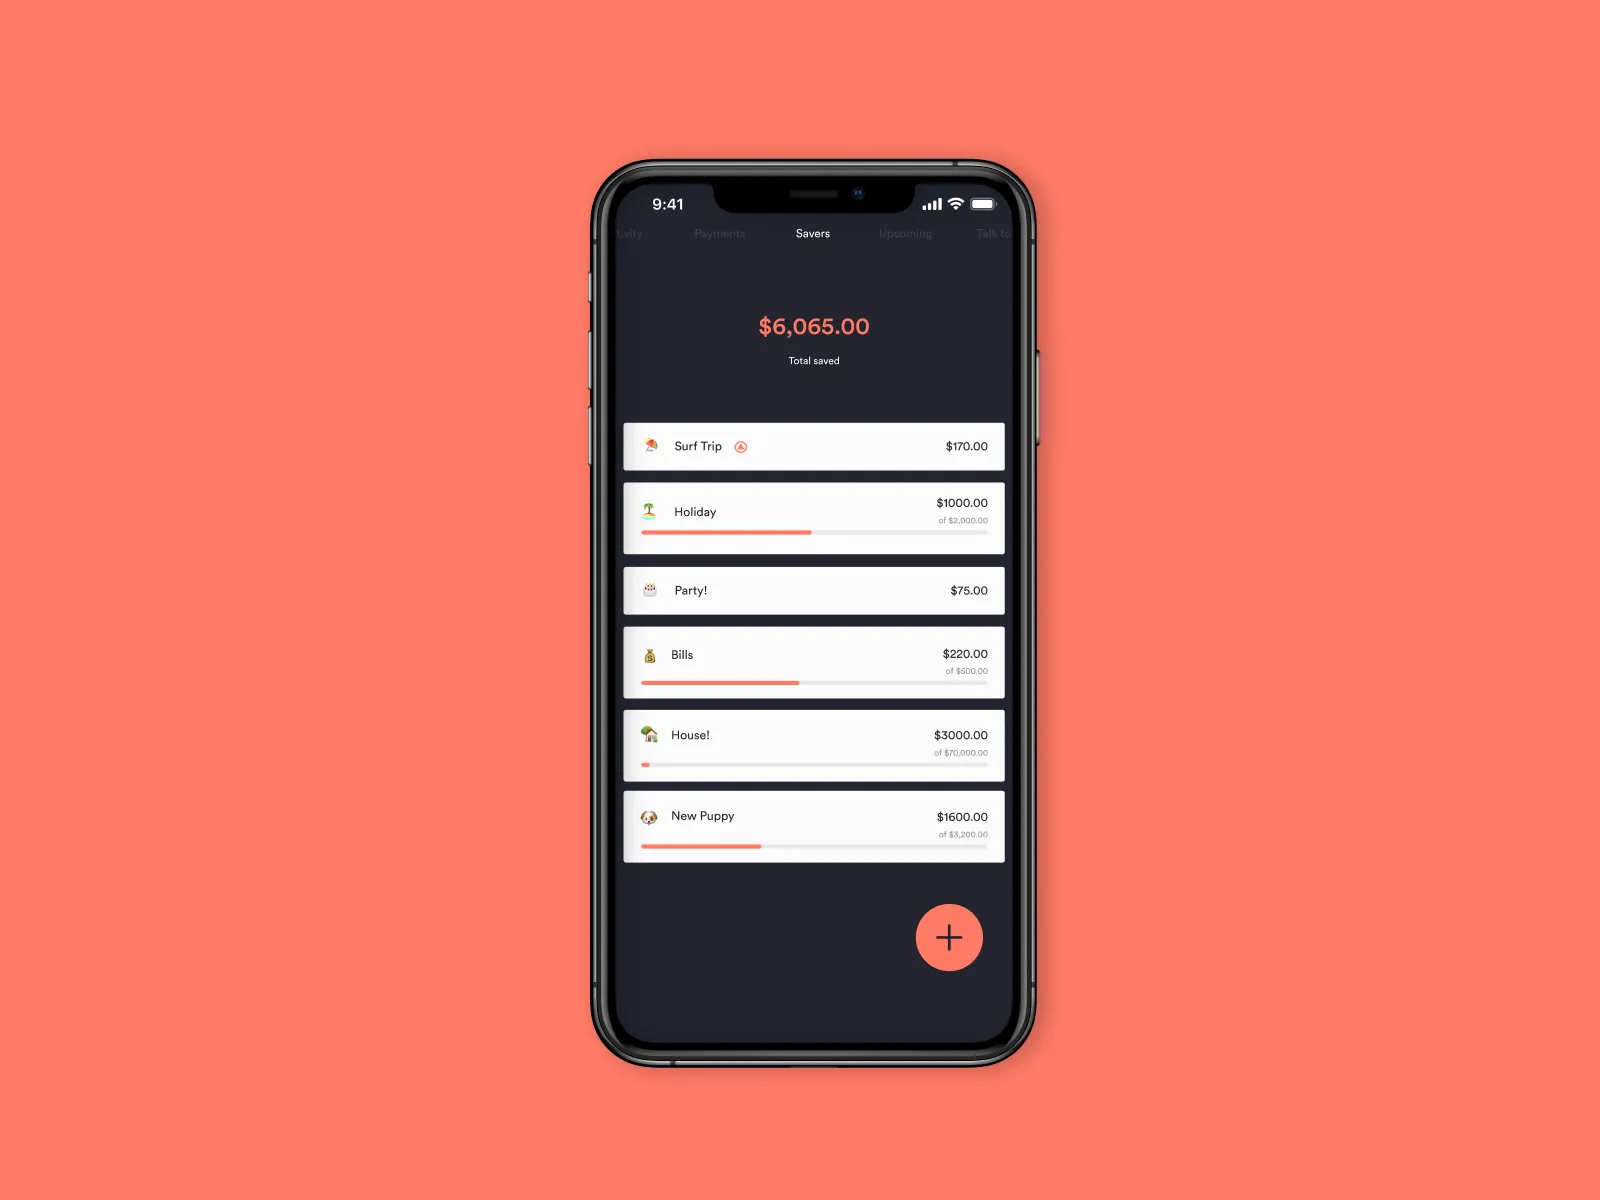 9:41
tivity Payments Savers Upcoming Talk to
$6,065.00
Total saved
Surf Trip $170.00
Holiday $1000.00
of $2,000.00
Party! $75.00
Bills $220.00
of $500.00
House! $3000.00
of $70,000.00
New Puppy $1600.00
of $3,200.00